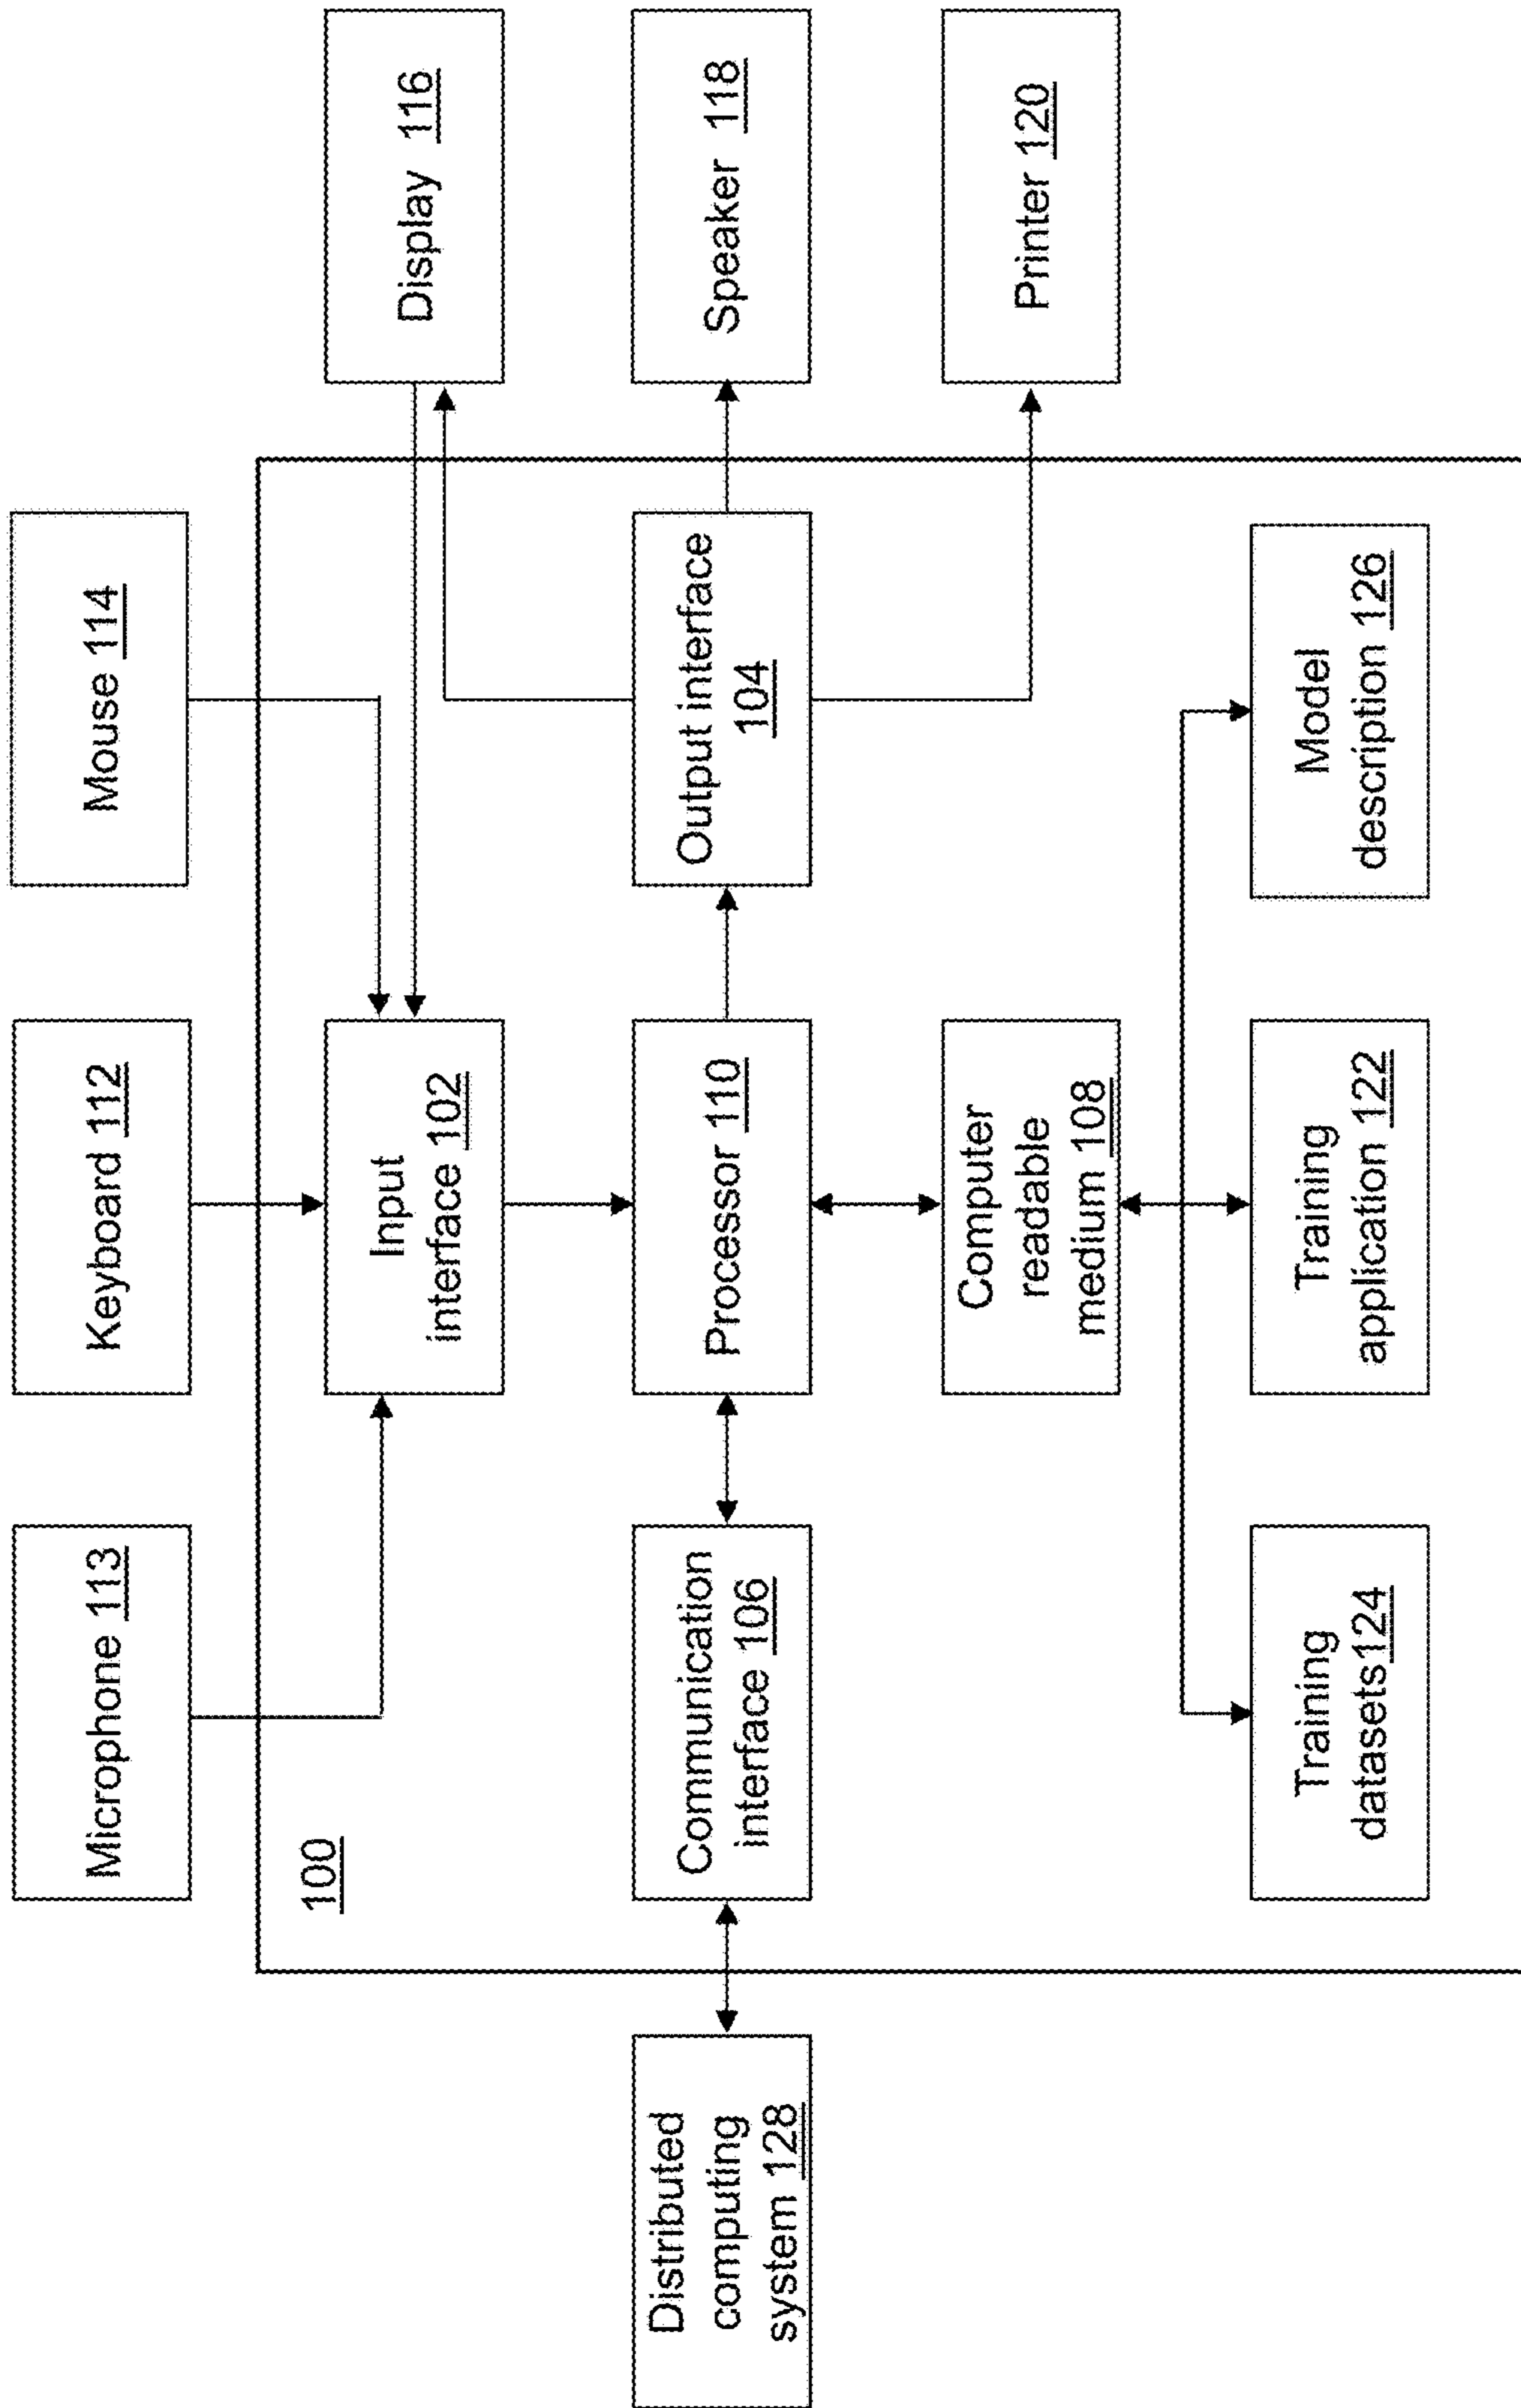 Microphone 113
Keyboard 112
Mouse 114
100
Input
interface 102
Display 116
Distributed
computing
system 128
Communication
interface 106
Processor 110
Output interface
104
Speaker 118
Computer
readable
medium 108
Printer 120
Training
datasets124
Training
application 122
Model
description 126